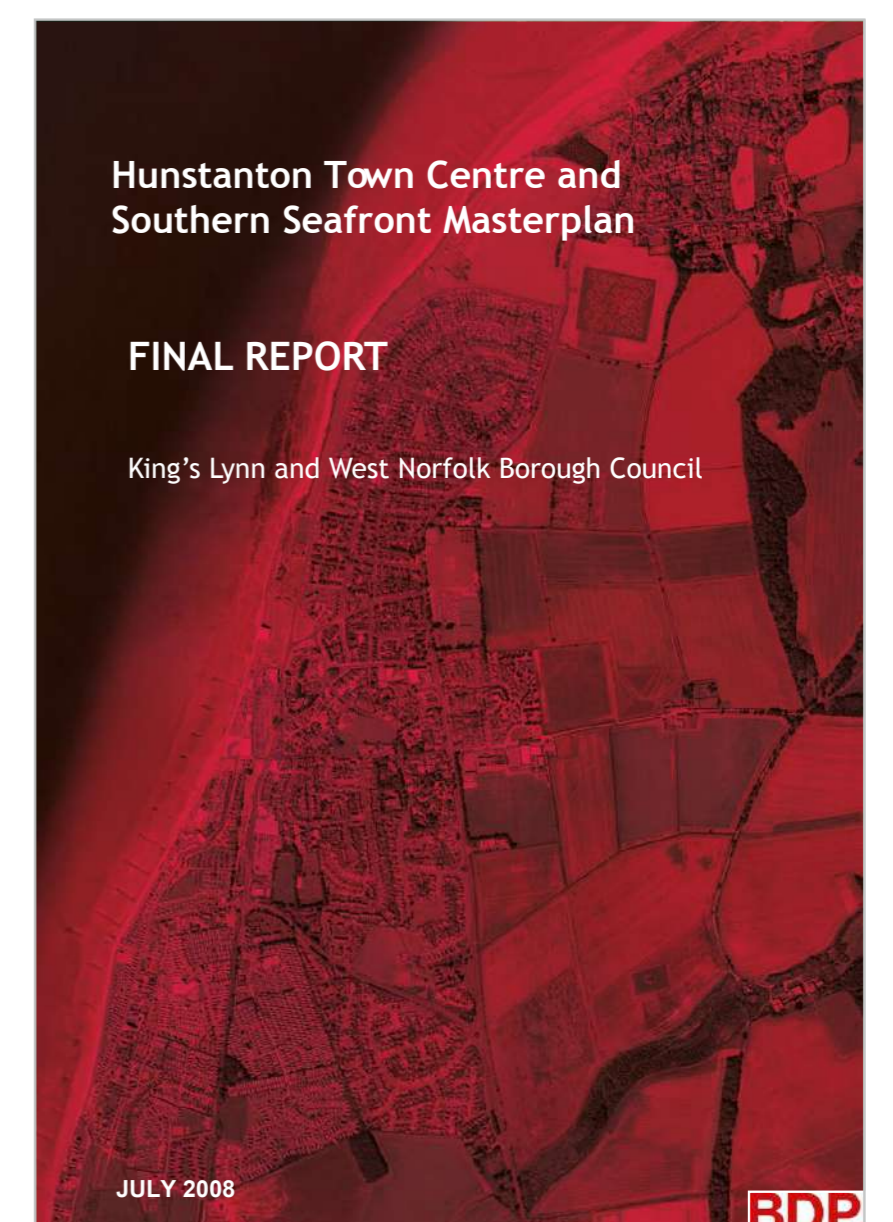 Hunstanton Town Centre and
Southern Seafront Masterplan
FINAL REPORT
King's Lynn and West Norfolk Borough Council
JULY 2008
BDP